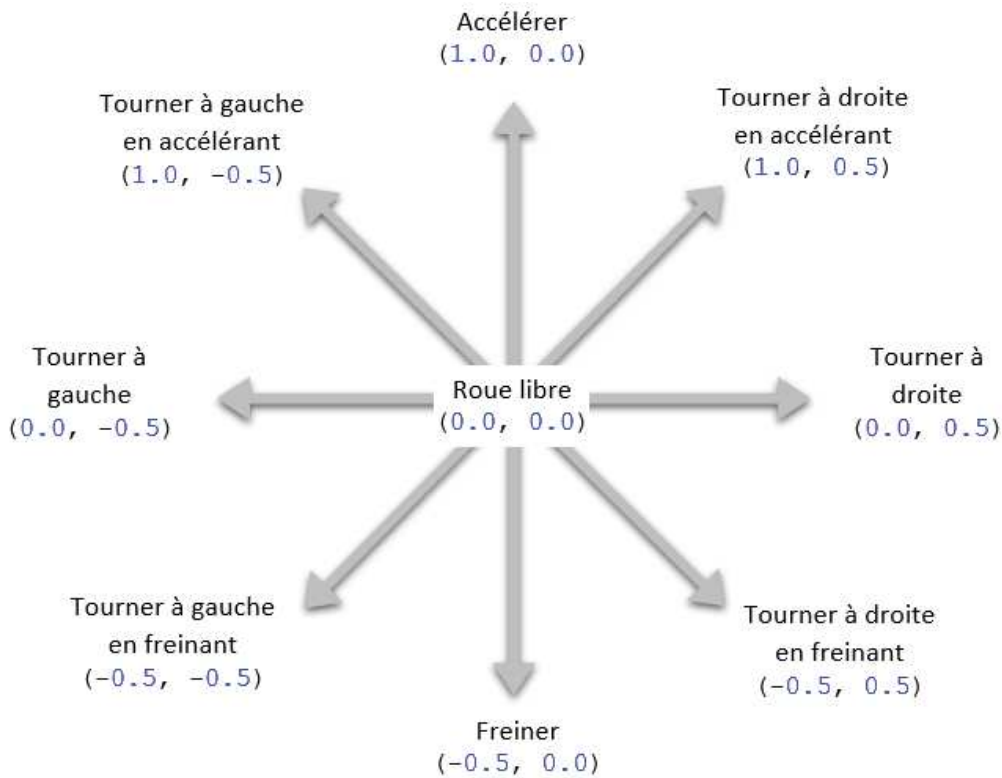 Accélérer
(1.0, 0.0)
Tourner à gauche
en accélérant
(1.0, -0.5)
Tourner à droite
en accélérant
(1.0, 0.5)
Tourner à
gauche
(0.0, -0.5)
Roue libre
(0.0, 0.0)
Tourner à
droite
(0.0, 0.5)
Tourner à gauche
en freinant
(-0.5, -0.5)
Tourner à droite
en freinant
(-0.5, 0.5)
Freiner
(-0.5, 0.0)